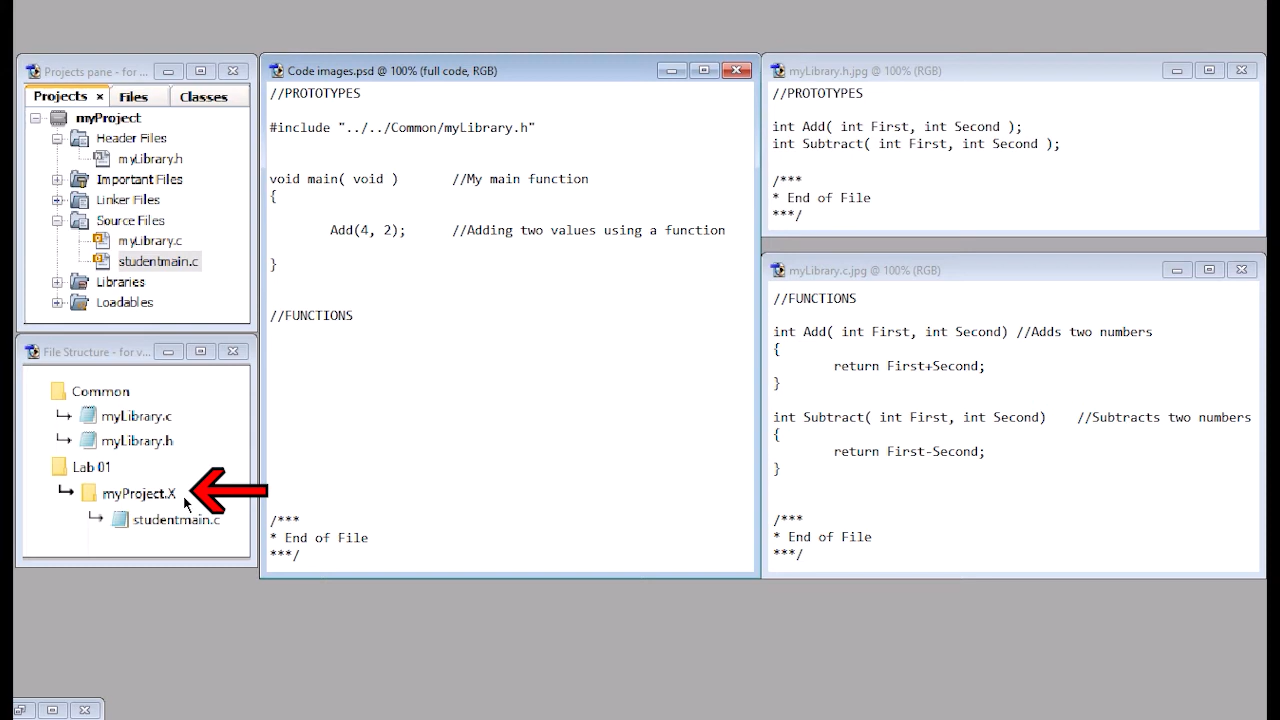 Projects pane - for ...
Projects × Files Classes
myProject
Header Files
myLibrary.h
Important Files
Linker Files
Source Files
myLibrary.c
studentmain.c
Libraries
Loadables
File Structure - for v...
Common
myLibrary.c
myLibrary.h
Lab 01
myProject.X
studentmain.c
Code images.psd @ 100% (full code, RGB)
//PROTOTYPES
#include "../../Common/myLibrary.h"
void main( void ) //My main function
{
Add(4, 2); //Adding two values using a function
}
//FUNCTIONS
/***
* End of File
***/
myLibrary.h.jpg @ 100% (RGB)
//PROTOTYPES
int Add( int First, int Second );
int Subtract( int First, int Second );
/***
* End of File
***/
myLibrary.c.jpg @ 100% (RGB)
//FUNCTIONS
int Add( int First, int Second) //Adds two numbers
{
return First+Second;
}
int Subtract( int First, int Second) //Subtracts two numbers
{
return First-Second;
}
/***
* End of File
***/